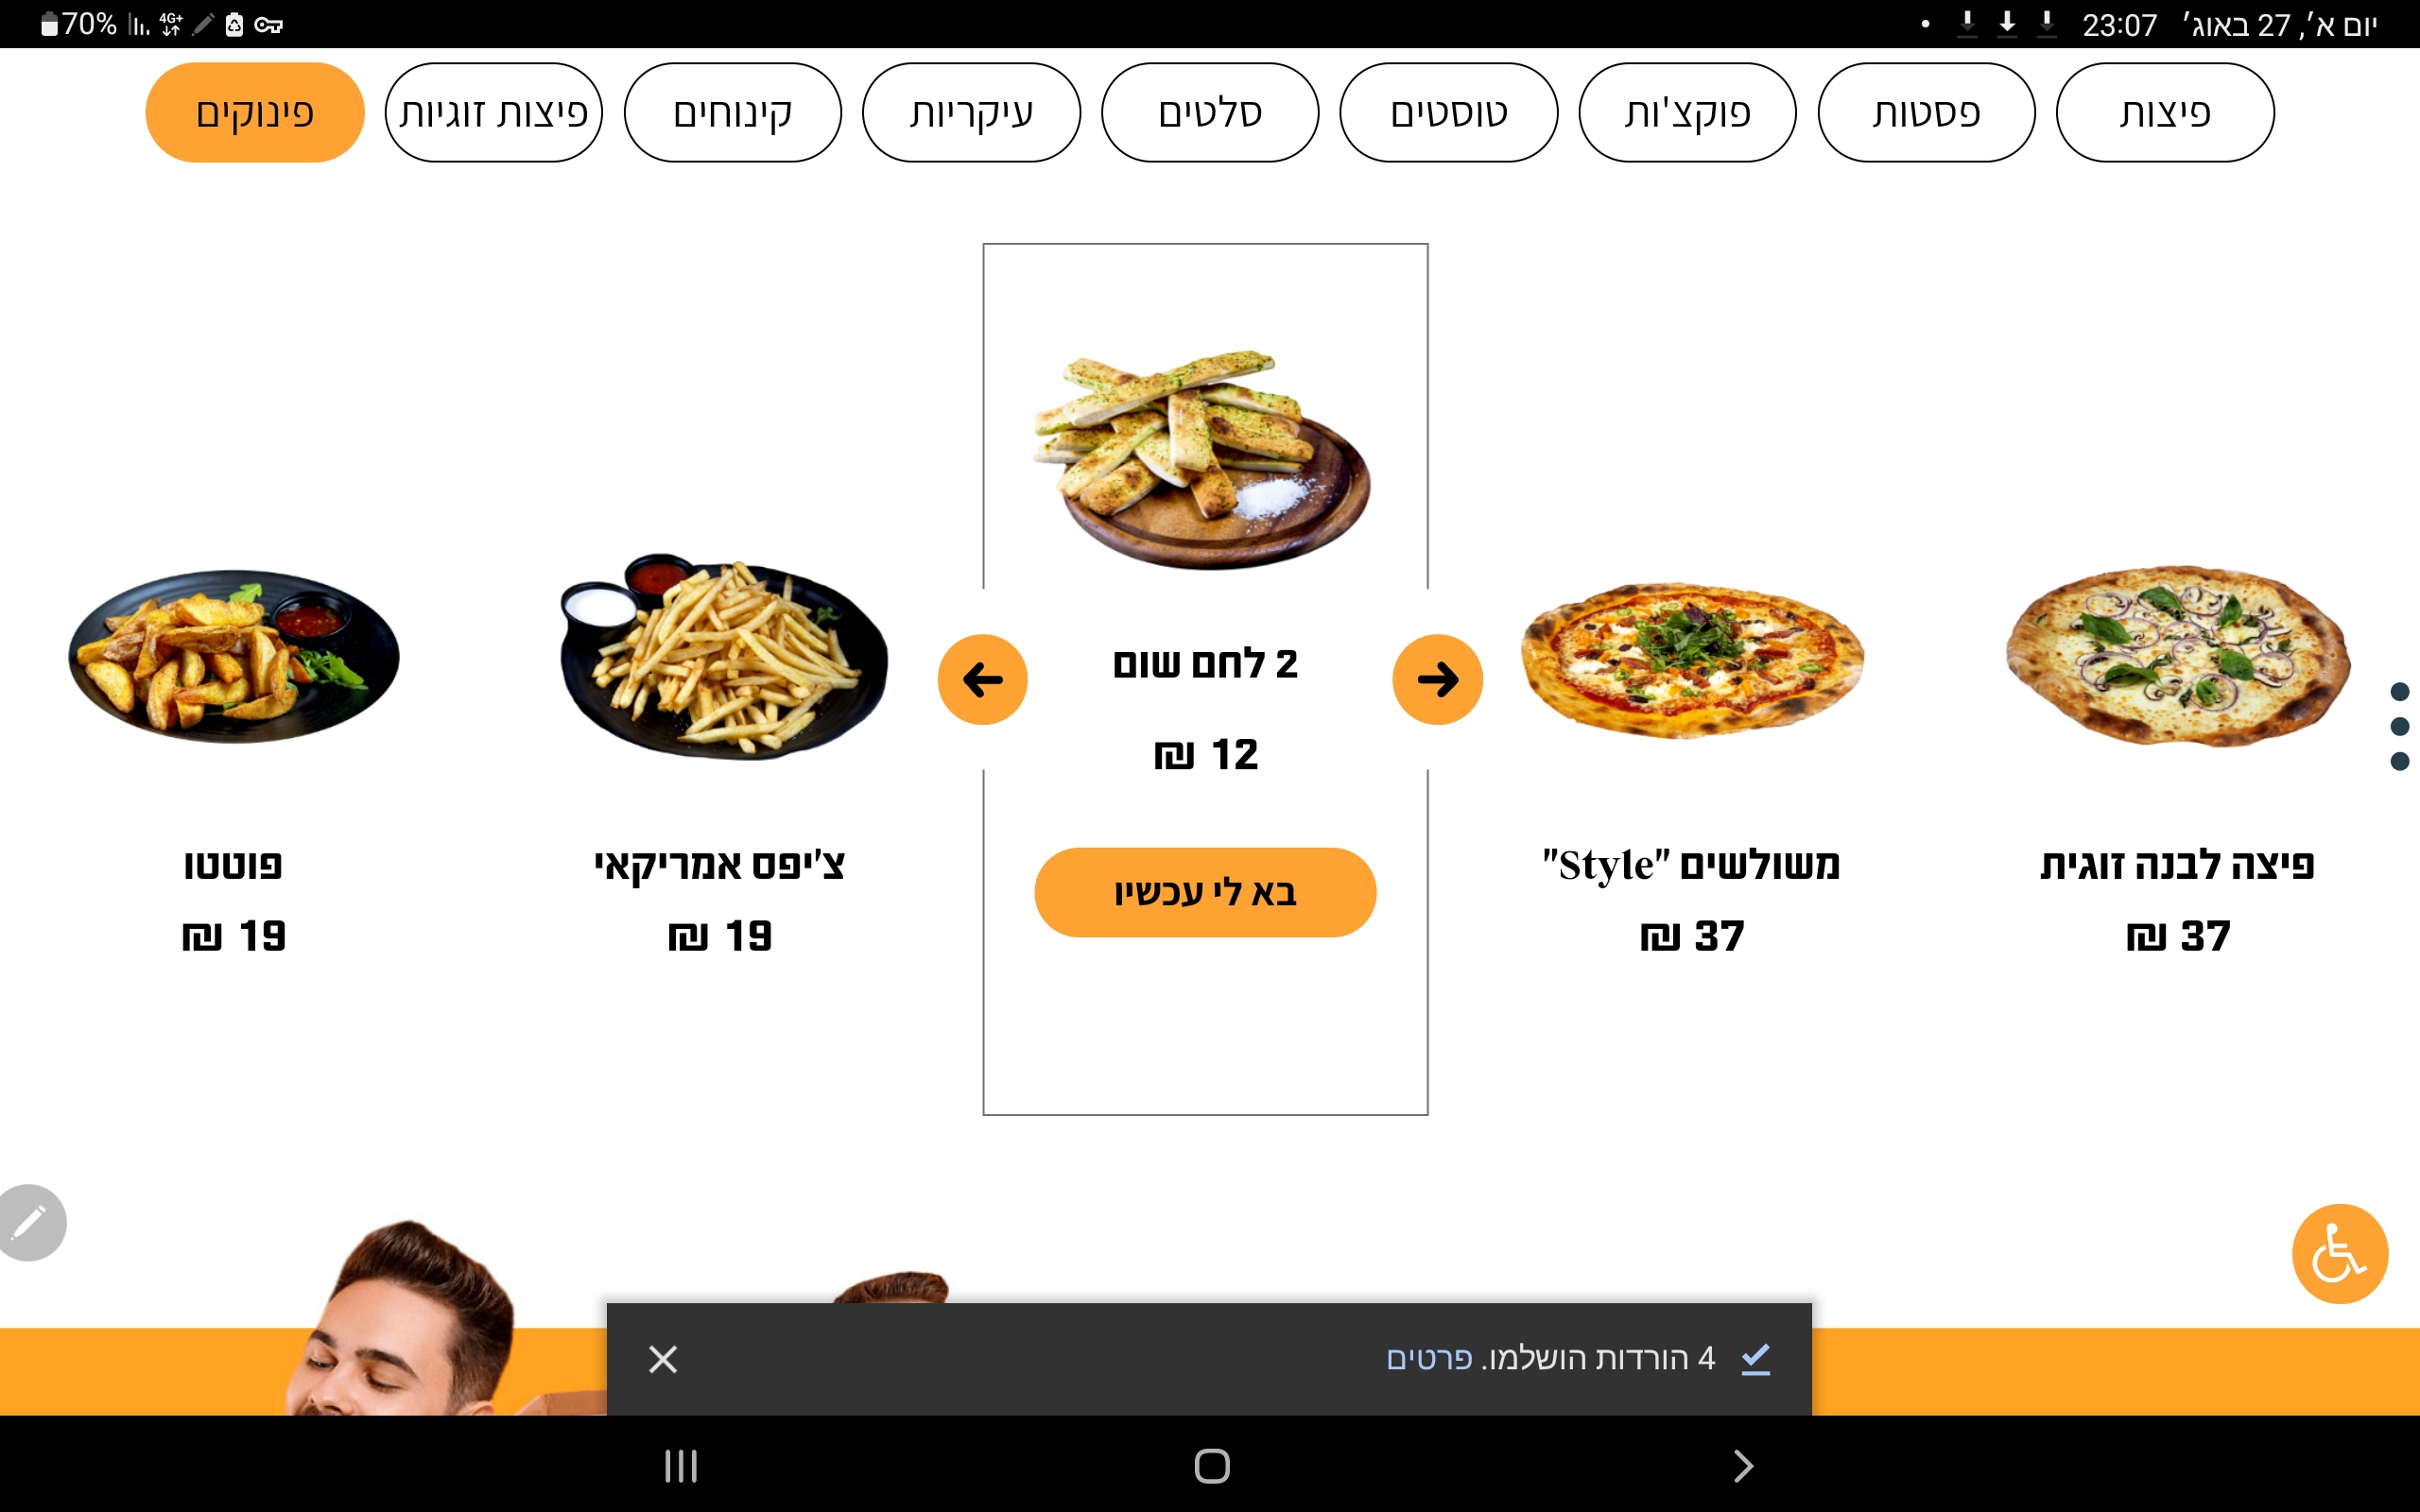 יום א׳, 27 באוג׳ 23:07
4G+ 70%
פיצות
פסטות
פוקצ'ות
טוסטים
סלטים
עיקריות
קינוחים
פיצות זוגיות
פינוקים
פיצה לבנה זוגית
37 ₪
משולשים "Style"
37 ₪
2 לחם שום
12 ₪
בא לי עכשיו
צ'יפס אמריקאי
19 ₪
פוטטו
19 ₪
4 הורדות הושלמו. פרטים